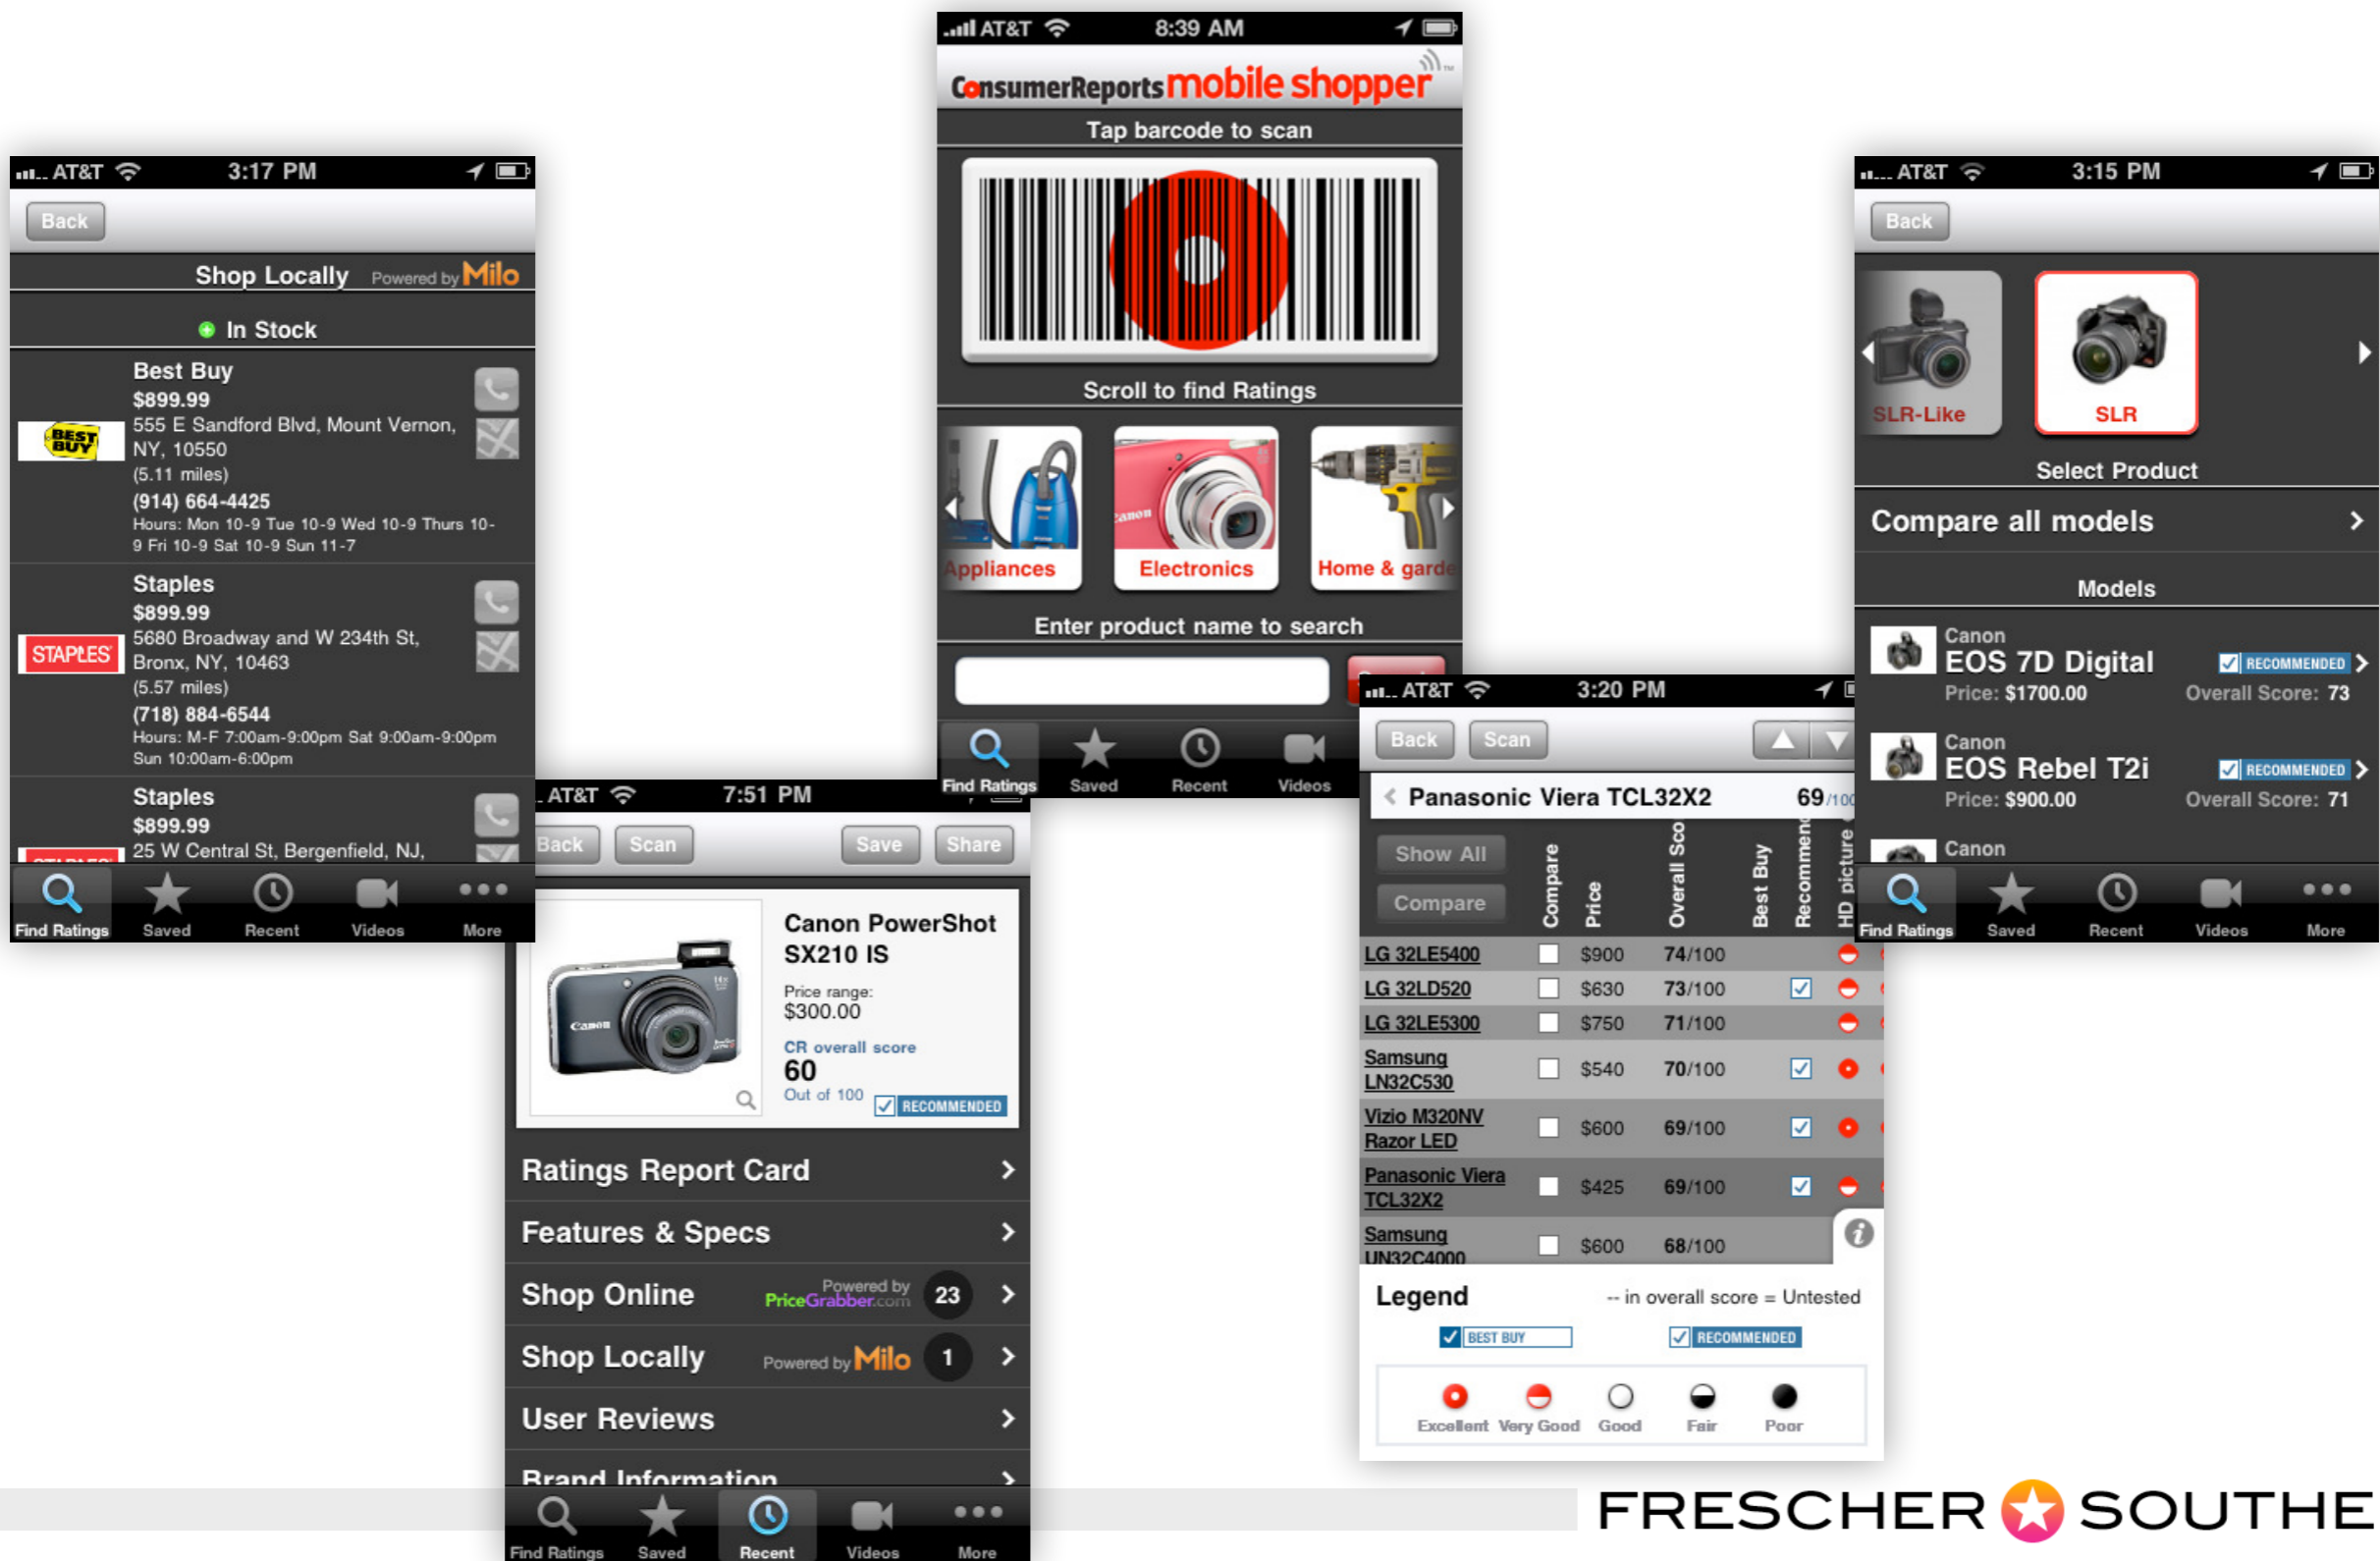 AT&T 3:17 PM
Back
Shop Locally Powered by Milo
In Stock
BEST BUY
Best Buy
$899.99
555 E Sandford Blvd, Mount Vernon,
NY, 10550
(5.11 miles)
(914) 664-4425
Hours: Mon 10-9 Tue 10-9 Wed 10-9 Thurs 10-
9 Fri 10-9 Sat 10-9 Sun 11-7
STAPLES
Staples
$899.99
5680 Broadway and W 234th St,
Bronx, NY, 10463
(5.57 miles)
(718) 884-6544
Hours: M-F 7:00am-9:00pm Sat 9:00am-9:00pm
Sun 10:00am-6:00pm
Staples
$899.99
25 W Central St, Bergenfield, NJ,
Find Ratings Saved Recent Videos More
AT&T 7:51 PM
Back Scan Save Share
Canon
Canon PowerShot
SX210 IS
Price range:
$300.00
CR overall score
60
Out of 100 RECOMMENDED
Ratings Report Card
Features & Specs
Shop Online Powered by PriceGrabber.com 23
Shop Locally Powered by Milo 1
User Reviews
Brand Information
Find Ratings Saved Recent Videos More
AT&T 8:39 AM
ConsumerReports mobile shopper TM
Tap barcode to scan
Scroll to find Ratings
Canon
Appliances Electronics Home & garde
Enter product name to search
Find Ratings Saved Recent Videos
AT&T 3:20 PM
Back Scan
Panasonic Viera TCL32X2 69/100
Show All
Compare
Compare Price Overall Sco Best Buy Recommen HD picture
LG 32LE5400 $900 74/100
LG 32LD520 $630 73/100
LG 32LE5300 $750 71/100
Samsung
LN32C530 $540 70/100
Vizio M320NV
Razor LED $600 69/100
Panasonic Viera
TCL32X2 $425 69/100
Samsung
UN32C4000 $600 68/100
Legend -- in overall score = Untested
BEST BUY RECOMMENDED
Excellent Very Good Good Fair Poor
AT&T 3:15 PM
Back
SLR-Like SLR
Select Product
Compare all models
Models
Canon
EOS 7D Digital RECOMMENDED
Price: $1700.00 Overall Score: 73
Canon
EOS Rebel T2i RECOMMENDED
Price: $900.00 Overall Score: 71
Canon
Find Ratings Saved Recent Videos More
FRESCHER SOUTHE